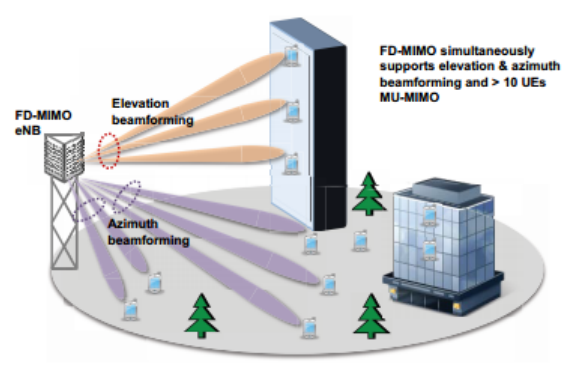 FD-MIMO simultaneously
supports elevation & azimuth
beamforming and > 10 UEs
MU-MIMO
Elevation
beamforming
FD-MIMO
eNB
Azimuth
beamforming